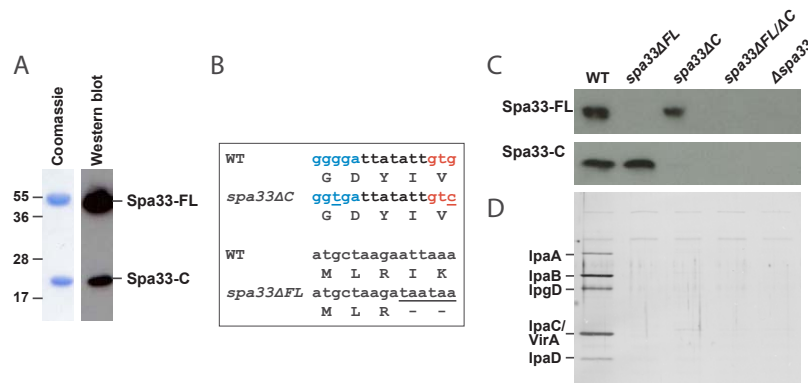 A
Coomassie
Western blot
55
36
28
17
Spa33-FL
Spa33-C
B
WT ggggattatattgtg
G D Y I V
spa33ΔC ggtgattatattgtc
G D Y I V
WT atgctaagaattaaa
M L R I K
spa33ΔFL atgctaagataataa
M L R - -
C
WT
spa33ΔFL
spa33ΔC
spa33ΔFL/ΔC
Δspa33
Spa33-FL
Spa33-C
D
IpaA
IpaB
IpgD
IpaC/
VirA
IpaD